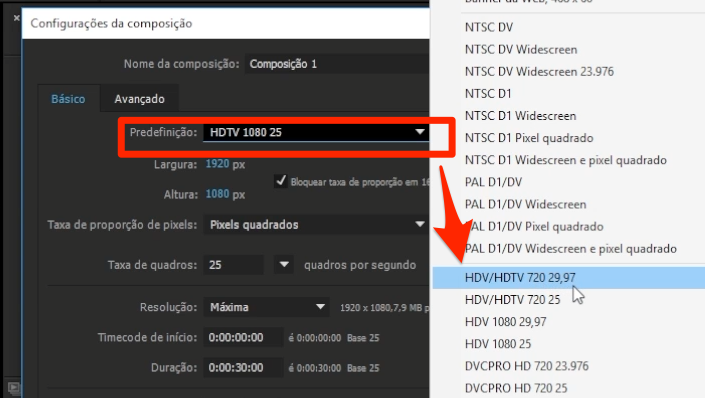 Configurações da composição
Nome da composição: Composição 1
Básico Avançado
Predefinição: HDTV 1080 25
Largura: 1920 px
Bloquear taxa de proporção em 16
Altura: 1080 px
Taxa de proporção de pixels: Pixels quadrados
Taxa de quadros: 25 quadros por segundo
Resolução: Máxima 1920 x 1080,7,9 MB p
Timecode de início: 0:00:00:00 é 0:00:00:00 Base 25
Duração: 0:00:30:00 é 0:00:30:00 Base 25
Banner da Web, 468 x 60
NTSC DV
NTSC DV Widescreen
NTSC DV Widescreen 23.976
NTSC D1
NTSC D1 Widescreen
NTSC D1 Pixel quadrado
NTSC D1 Widescreen e pixel quadrado
PAL D1/DV
PAL D1/DV Widescreen
PAL D1/DV Pixel quadrado
PAL D1/DV Widescreen e pixel quadrado
HDV/HDTV 720 29,97
HDV/HDTV 720 25
HDV 1080 29,97
HDV 1080 25
DVCPRO HD 720 23.976
DVCPRO HD 720 25